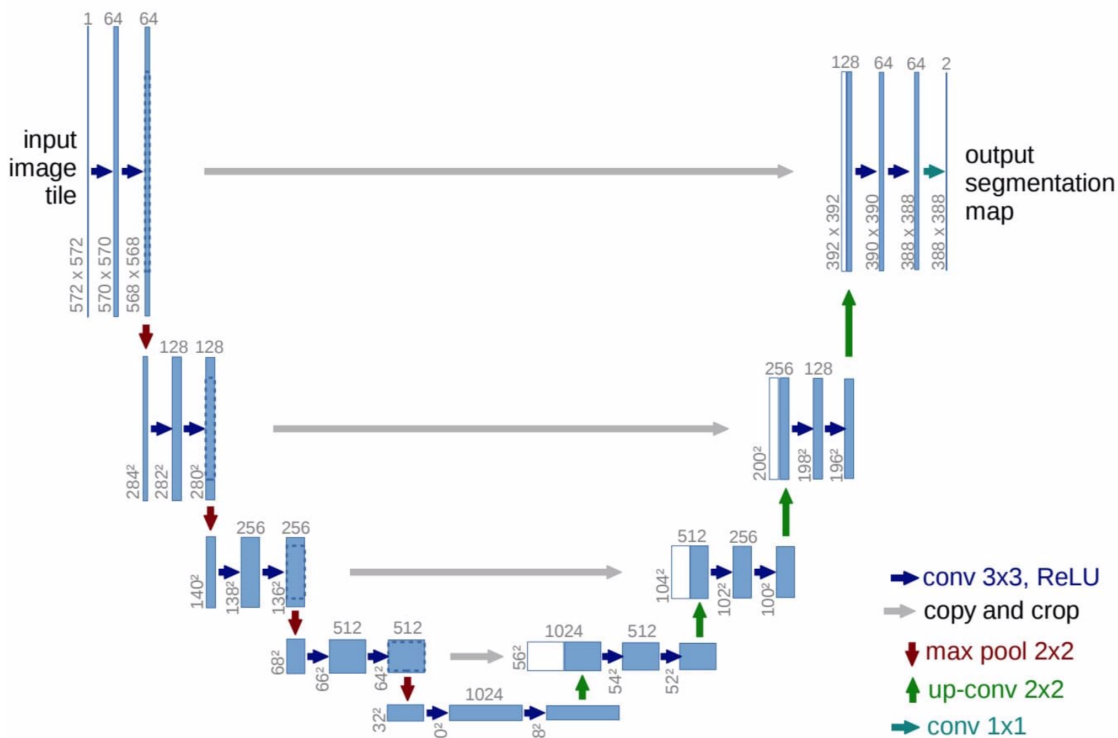 1 64 64
input
image
tile
572 x 572
570 x 570
568 x 568
128 64 64 2
output
segmentation
map
392 x 392
390 x 390
388 x 388
388 x 388
128 128
284²
282²
280²
256 128
200²
198²
196²
256 256
140²
138²
136²
512 256
104²
102²
100²
512 512
68²
66²
64²
1024 512
56²
54²
52²
1024
32²
0²
8²
conv 3x3, ReLU
copy and crop
max pool 2x2
up-conv 2x2
conv 1x1